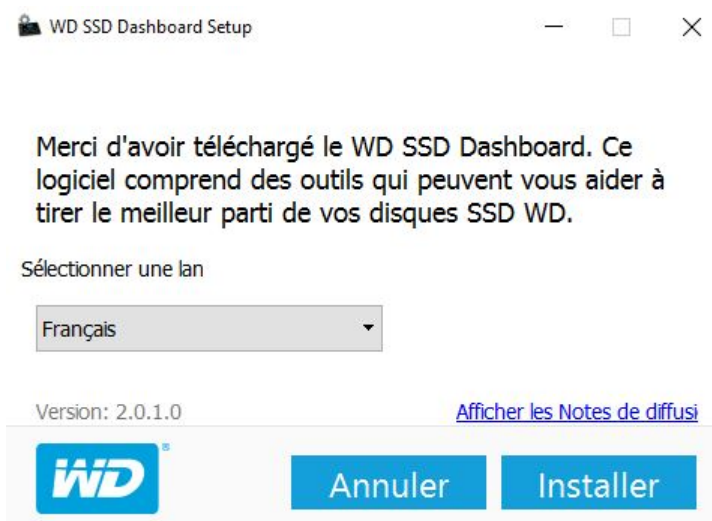 WD SSD Dashboard Setup
Merci d'avoir téléchargé le WD SSD Dashboard. Ce
logiciel comprend des outils qui peuvent vous aider à
tirer le meilleur parti de vos disques SSD WD.
Sélectionner une lan
Français
Version: 2.0.1.0
Afficher les Notes de diffusi
WD®
Annuler
Installer